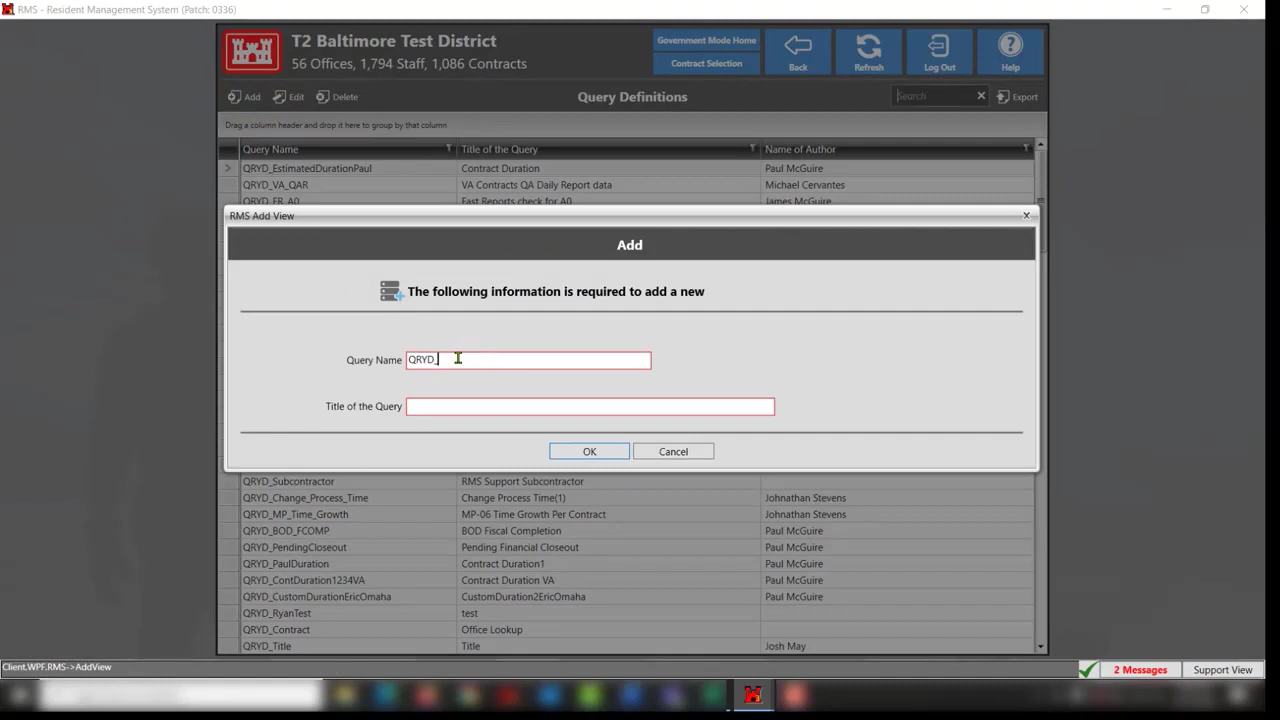 RMS - Resident Management System (Patch: 0336)
T2 Baltimore Test District
56 Offices, 1,794 Staff, 1,086 Contracts
Government Mode Home
Contract Selection
Back
Refresh
Log Out
Help
Add Edit Delete
Query Definitions
Search
Export
Drag a column header and drop it here to group by that column
Query Name Title of the Query Name of Author
QRYD_EstimatedDurationPaul Contract Duration Paul McGuire
QRYD_VA_QAR VA Contracts QA Daily Report data Michael Cervantes
QRYD_FR_A0 Fast Reports check for A0 James McGuire
RMS Add View
Add
The following information is required to add a new
Query Name QRYD_
Title of the Query
OK Cancel
QRYD_Subcontractor RMS Support Subcontractor
QRYD_Change_Process_Time Change Process Time(1) Johnathan Stevens
QRYD_MP_Time_Growth MP-06 Time Growth Per Contract Johnathan Stevens
QRYD_BOD_FCOMP BOD Fiscal Completion Paul McGuire
QRYD_PendingCloseout Pending Financial Closeout Paul McGuire
QRYD_PaulDuration Contract Duration1 Paul McGuire
QRYD_ContDuration1234VA Contract Duration VA Paul McGuire
QRYD_CustomDurationEricOmaha CustomDuration2EricOmaha Paul McGuire
QRYD_RyanTest test
QRYD_Contract Office Lookup
QRYD_Title Title Josh May
Client.WPF.RMS->AddView
2 Messages
Support View